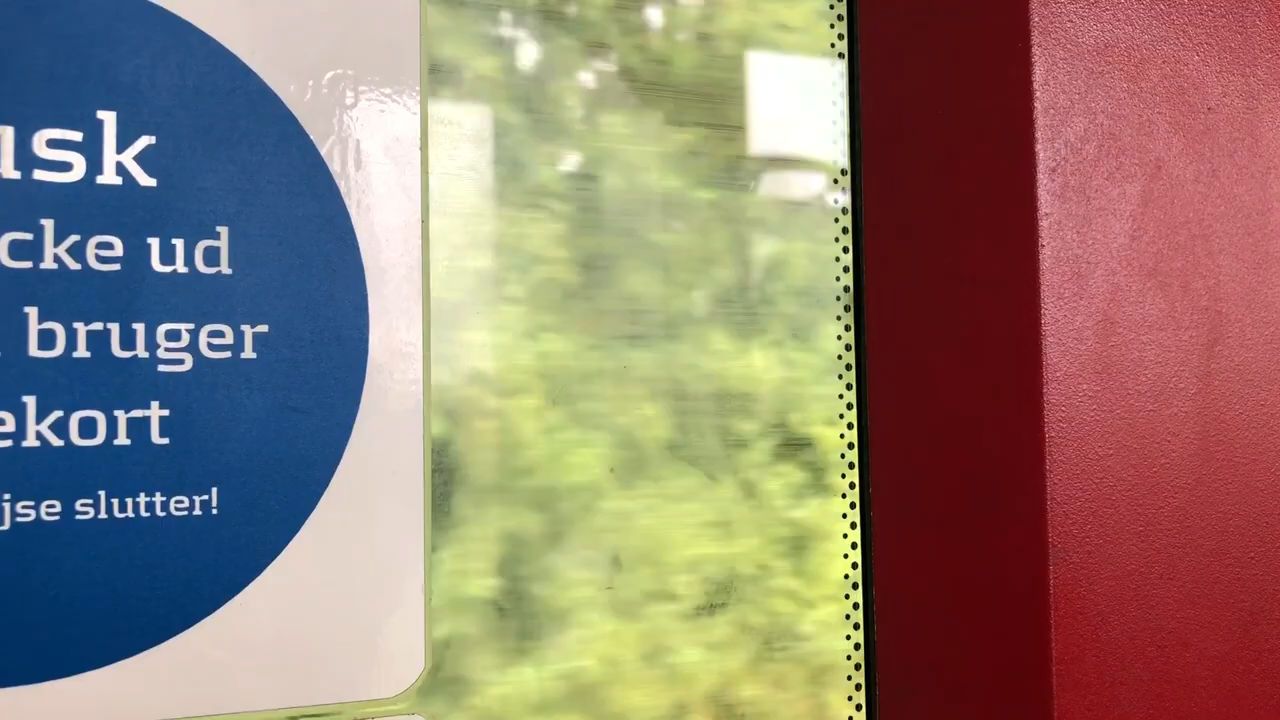 usk
cke ud
bruger
ekort
jse slutter!